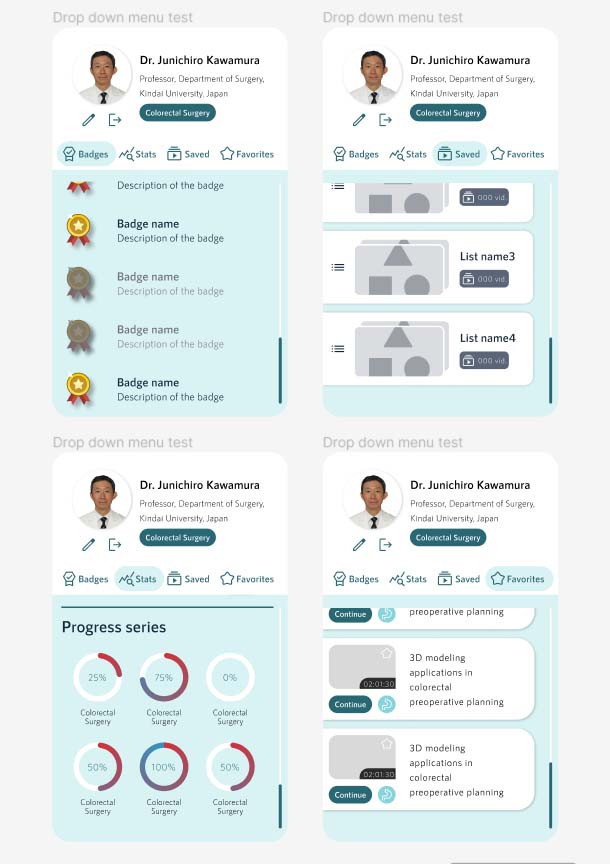 Drop down menu test
Dr. Junichiro Kawamura
Professor, Department of Surgery,
Kindai University, Japan
Colorectal Surgery
Badges
Stats
Saved
Favorites
Description of the badge
Badge name
Description of the badge
Badge name
Description of the badge
Badge name
Description of the badge
Badge name
Description of the badge
Drop down menu test
Dr. Junichiro Kawamura
Professor, Department of Surgery,
Kindai University, Japan
Colorectal Surgery
Badges
Stats
Saved
Favorites
000 vid.
List name3
000 vid.
List name4
000 vid.
Drop down menu test
Dr. Junichiro Kawamura
Professor, Department of Surgery,
Kindai University, Japan
Colorectal Surgery
Badges
Stats
Saved
Favorites
Progress series
25%
75%
0%
Colorectal
Surgery
Colorectal
Surgery
Colorectal
Surgery
50%
100%
50%
Colorectal
Surgery
Colorectal
Surgery
Colorectal
Surgery
Drop down menu test
Dr. Junichiro Kawamura
Professor, Department of Surgery,
Kindai University, Japan
Colorectal Surgery
Badges
Stats
Saved
Favorites
Continue
preoperative planning
3D modeling
applications in
colorectal
preoperative planning
02:01:30
Continue
3D modeling
applications in
colorectal
preoperative planning
02:01:30
Continue